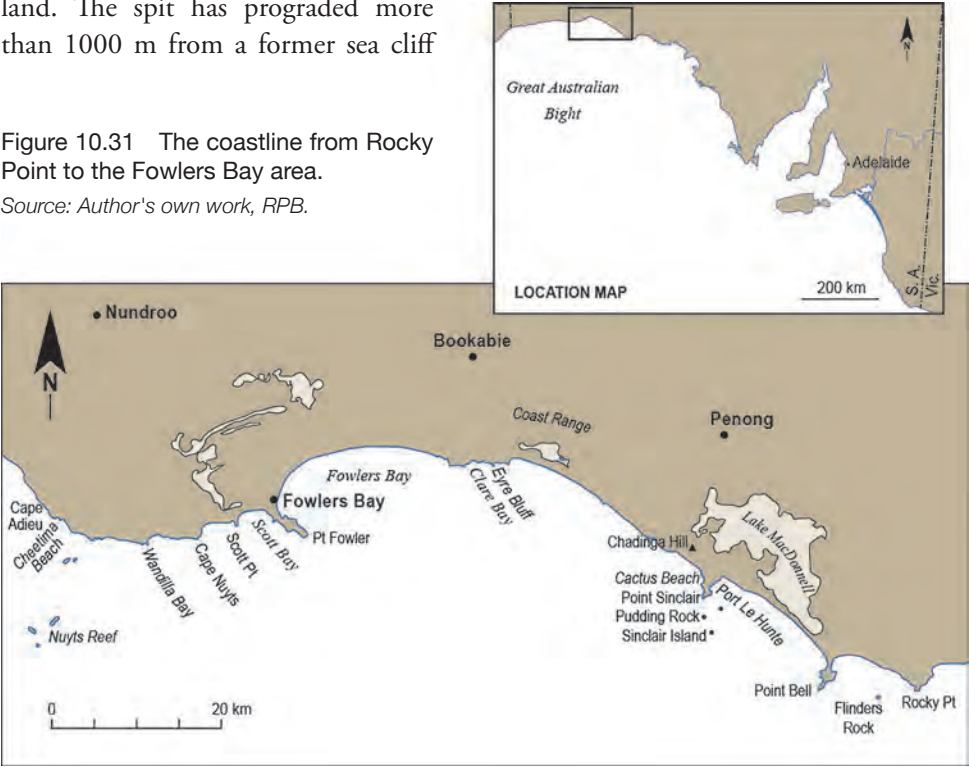 land. The spit has prograded more
than 1000 m from a former sea cliff
Figure 10.31 The coastline from Rocky
Point to the Fowlers Bay area.
Source: Author's own work, RPB.
N
Great Australian
Bight
Adelaide
LOCATION MAP
200 km
S. A.
Vic.
Nundroo
N
Bookabie
Coast Range
Penong
Fowlers Bay
Fowlers Bay
Clare Bay
Eyre Bluff
Cape
Adieu
Cheetima
Beach
Wandilla Bay
Cape Nuyts
Scott Pt
Scott Bay
Pt Fowler
Chadinga Hill
Lake MacDonnell
Cactus Beach
Point Sinclair
Pudding Rock
Sinclair Island
Port Le Hunte
Nuyts Reef
Point Bell
Flinders
Rock
Rocky Pt
0
20 km